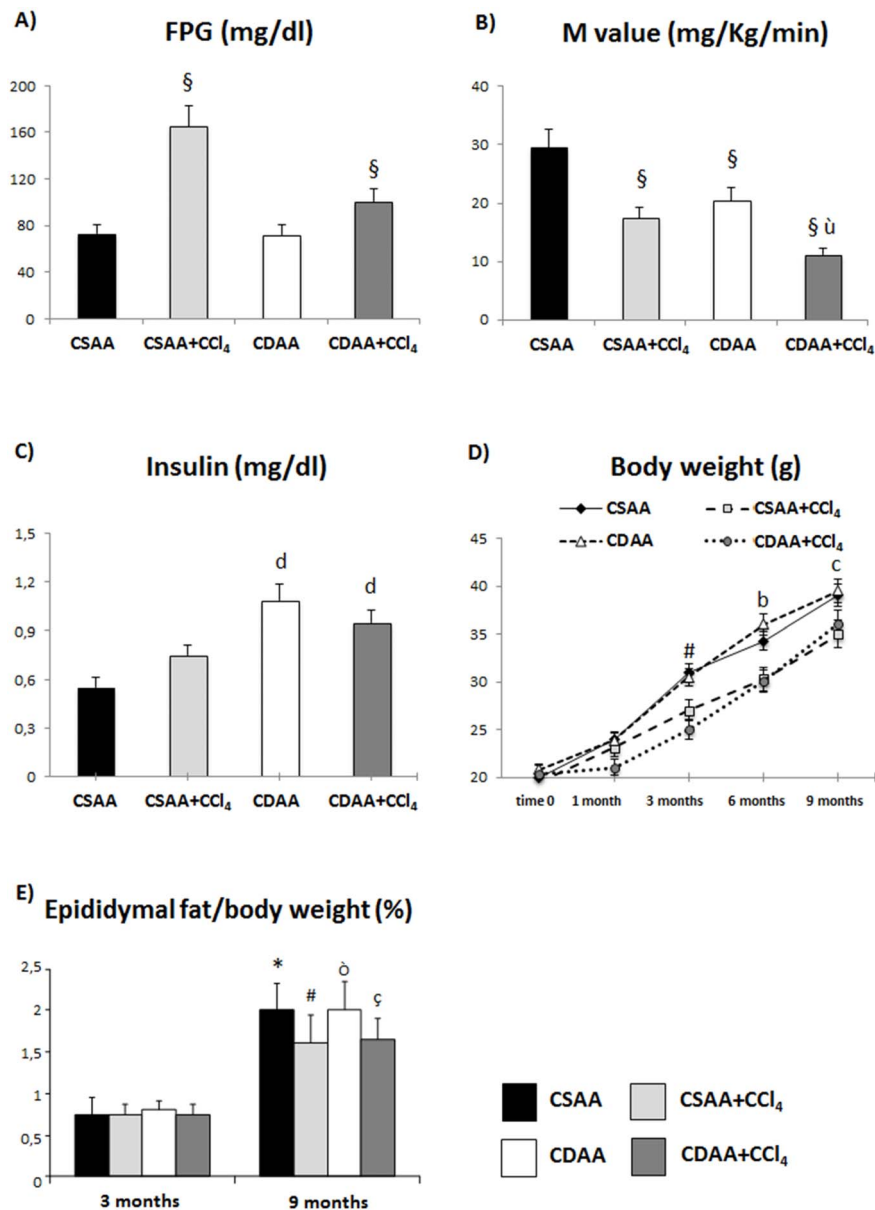 A)
FPG (mg/dl)
200
160
120
80
40
0
§
§
CSAA
CSAA+CCl₄
CDAA
CDAA+CCl₄
B)
M value (mg/Kg/min)
40
30
20
10
0
§
§
§ ù
CSAA
CSAA+CCl₄
CDAA
CDAA+CCl₄
C)
Insulin (mg/dl)
1,5
1,2
0,9
0,6
0,3
0
d
d
CSAA
CSAA+CCl₄
CDAA
CDAA+CCl₄
D)
Body weight (g)
CSAA
CSAA+CCl₄
CDAA
CDAA+CCl₄
45
40
35
30
25
20
#
b
c
time 0
1 month
3 months
6 months
9 months
E)
Epididymal fat/body weight (%)
2,5
2
1,5
1
0,5
0
*
#
ò
ç
3 months
9 months
CSAA
CSAA+CCl₄
CDAA
CDAA+CCl₄